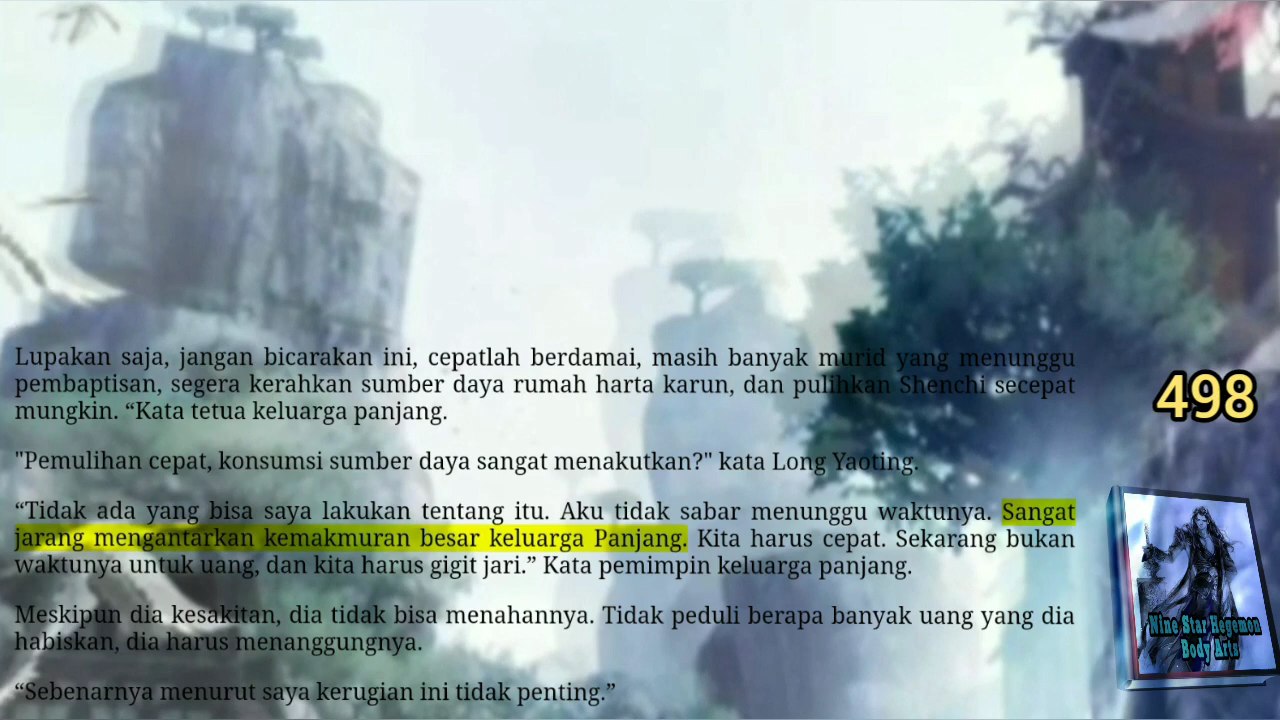 Lupakan saja, jangan bicarakan ini, cepatlah berdamai, masih banyak murid yang menunggu
pembaptisan, segera kerahkan sumber daya rumah harta karun, dan pulihkan Shenchi secepat
mungkin. “Kata tetua keluarga panjang.
"Pemulihan cepat, konsumsi sumber daya sangat menakutkan?" kata Long Yaoting.
“Tidak ada yang bisa saya lakukan tentang itu. Aku tidak sabar menunggu waktunya. Sangat
jarang mengantarkan kemakmuran besar keluarga Panjang. Kita harus cepat. Sekarang bukan
waktunya untuk uang, dan kita harus gigit jari.” Kata pemimpin keluarga panjang.
Meskipun dia kesakitan, dia tidak bisa menahannya. Tidak peduli berapa banyak uang yang dia
habiskan, dia harus menanggungnya.
“Sebenarnya menurut saya kerugian ini tidak penting.”
498
Nine Star Hegemon
Body Arts